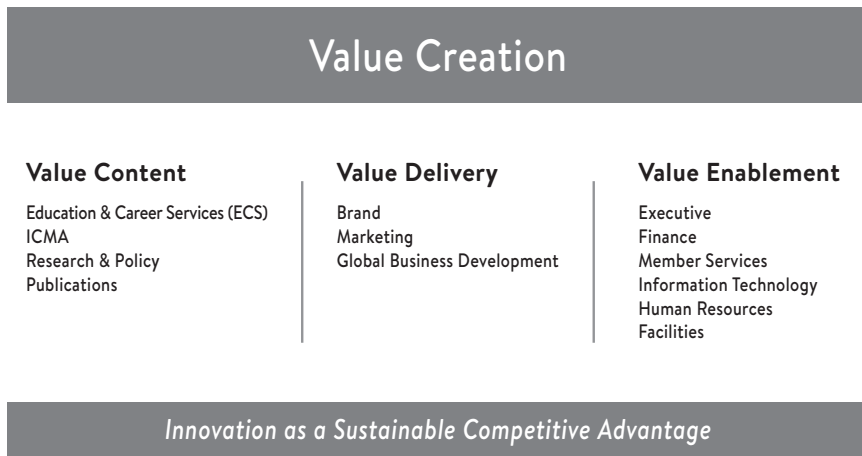 Value Creation
Value Content
Education & Career Services (ECS)
ICMA
Research & Policy
Publications
Value Delivery
Brand
Marketing
Global Business Development
Value Enablement
Executive
Finance
Member Services
Information Technology
Human Resources
Facilities
Innovation as a Sustainable Competitive Advantage